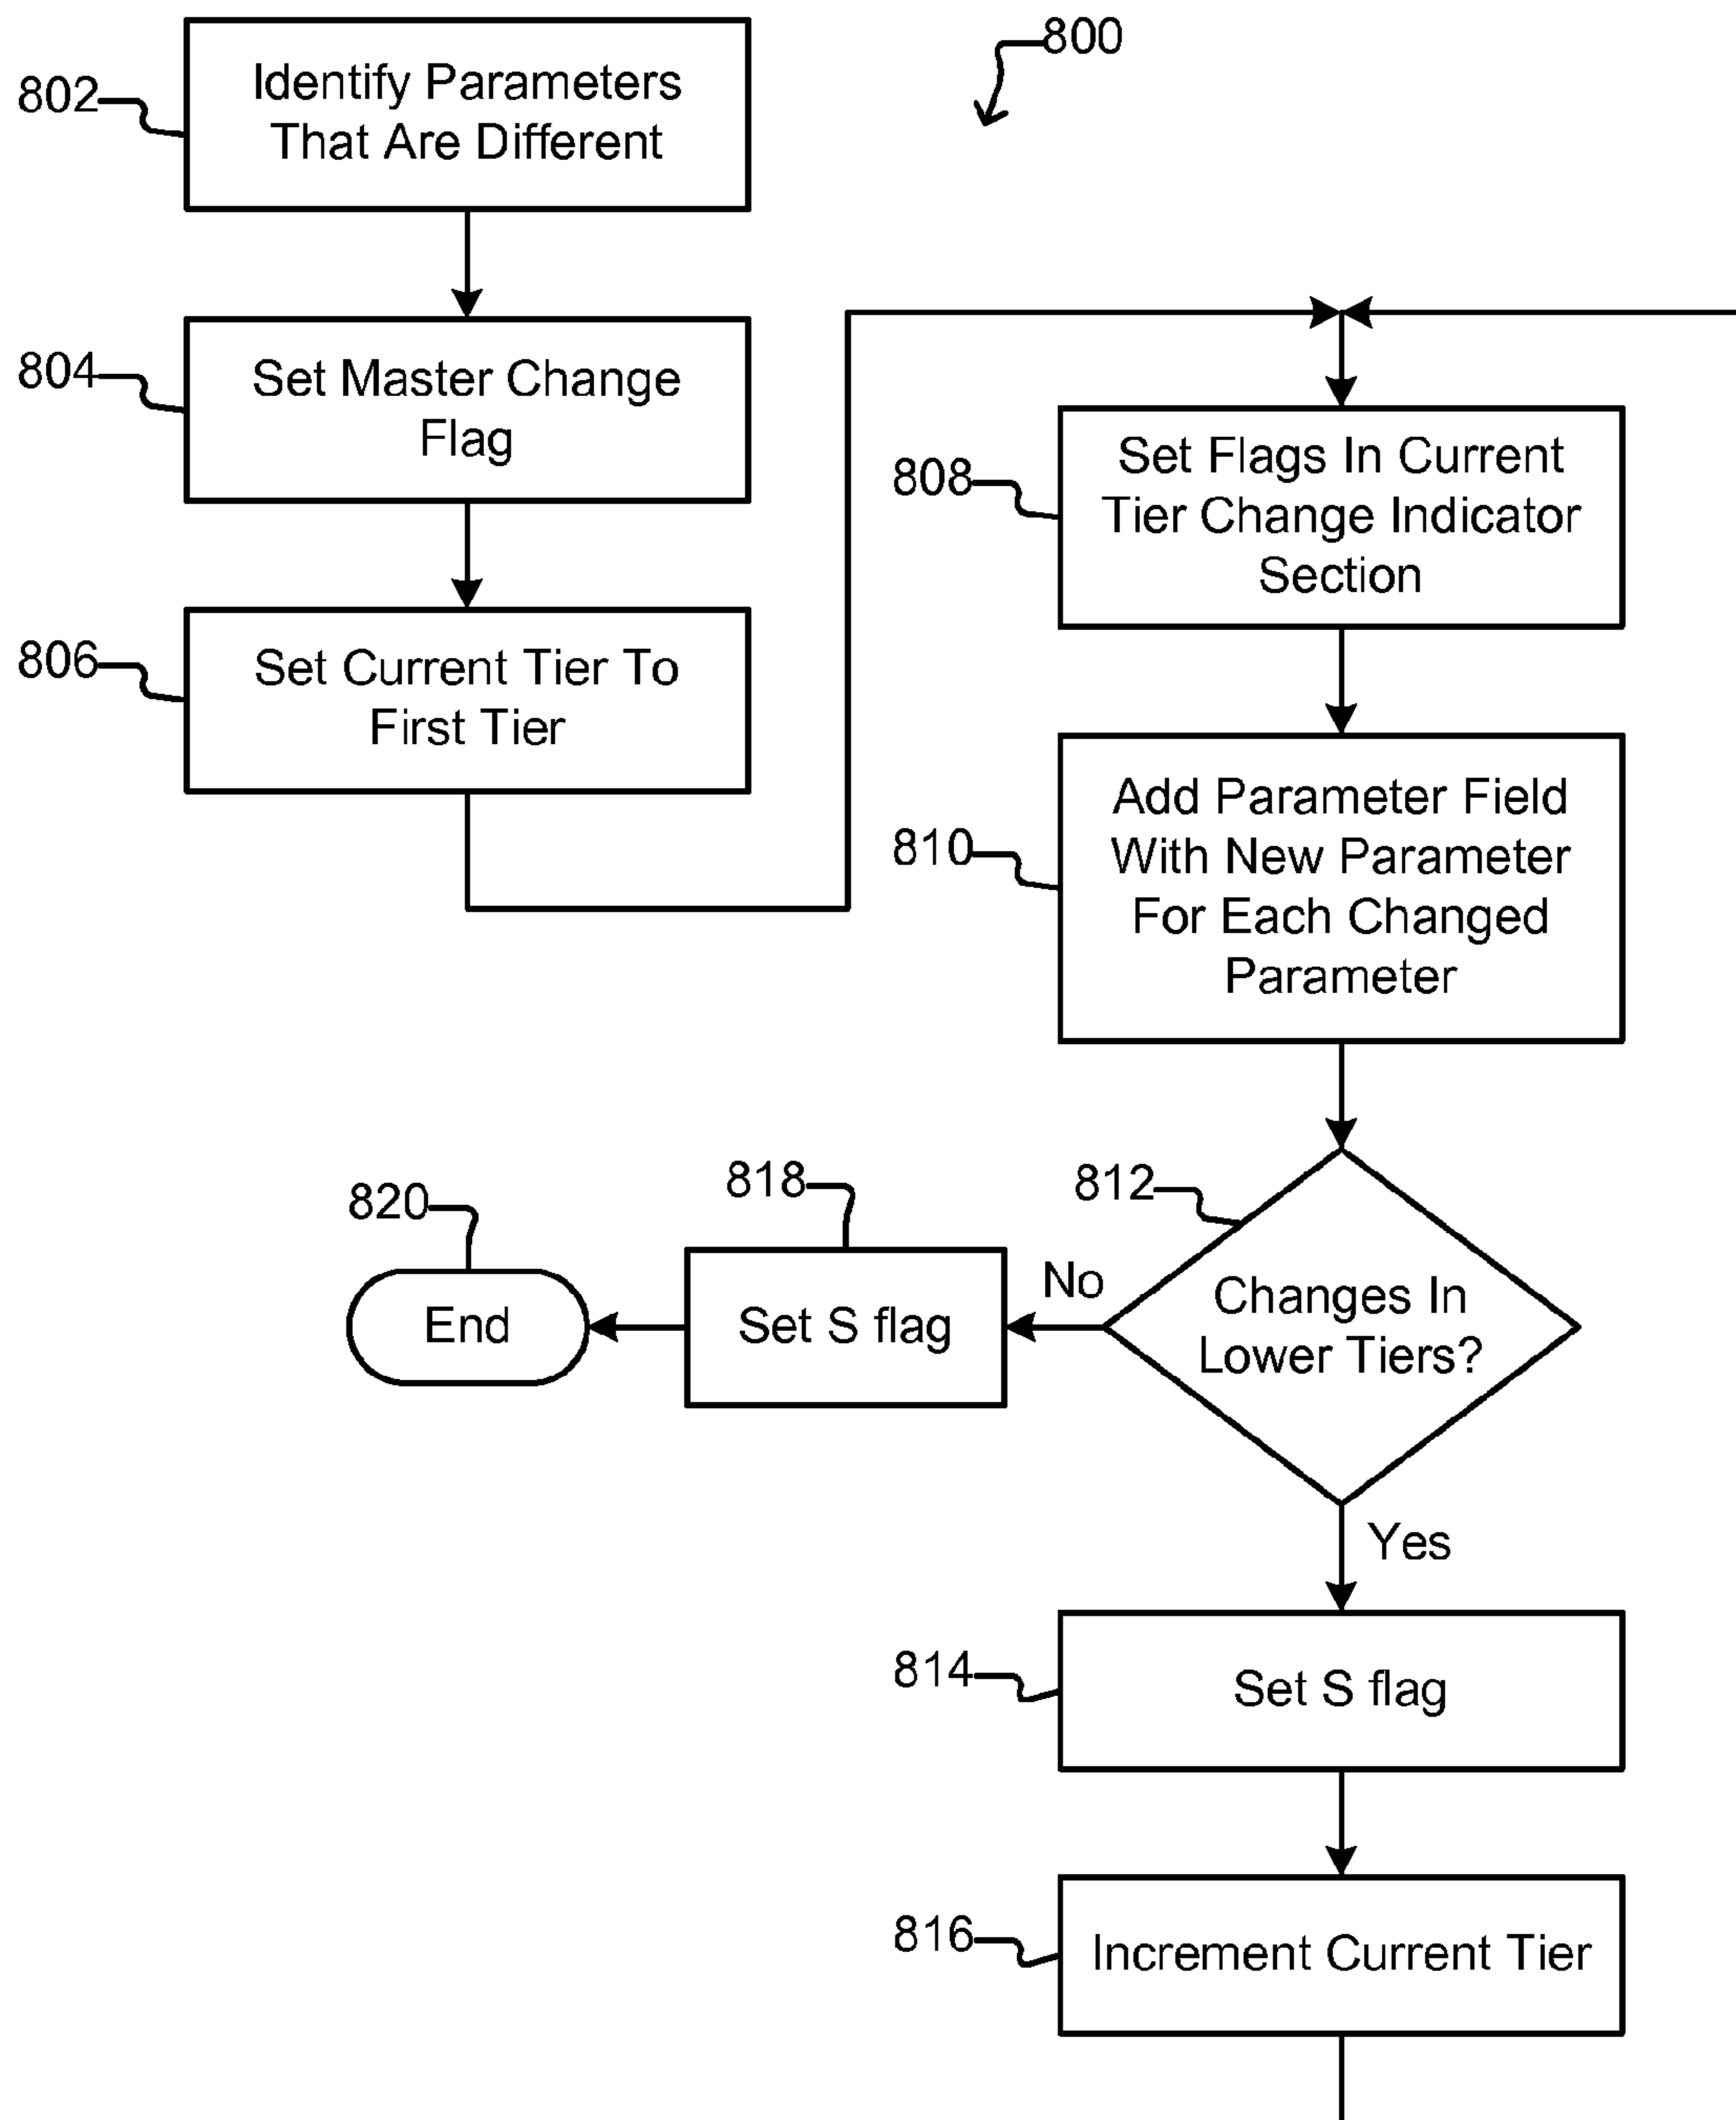 800
802
Identify Parameters
That Are Different
804
Set Master Change
Flag
806
Set Current Tier To
First Tier
808
Set Flags In Current
Tier Change Indicator
Section
810
Add Parameter Field
With New Parameter
For Each Changed
Parameter
812
Changes In
Lower Tiers?
No
818
Set S flag
820
End
Yes
814
Set S flag
816
Increment Current Tier